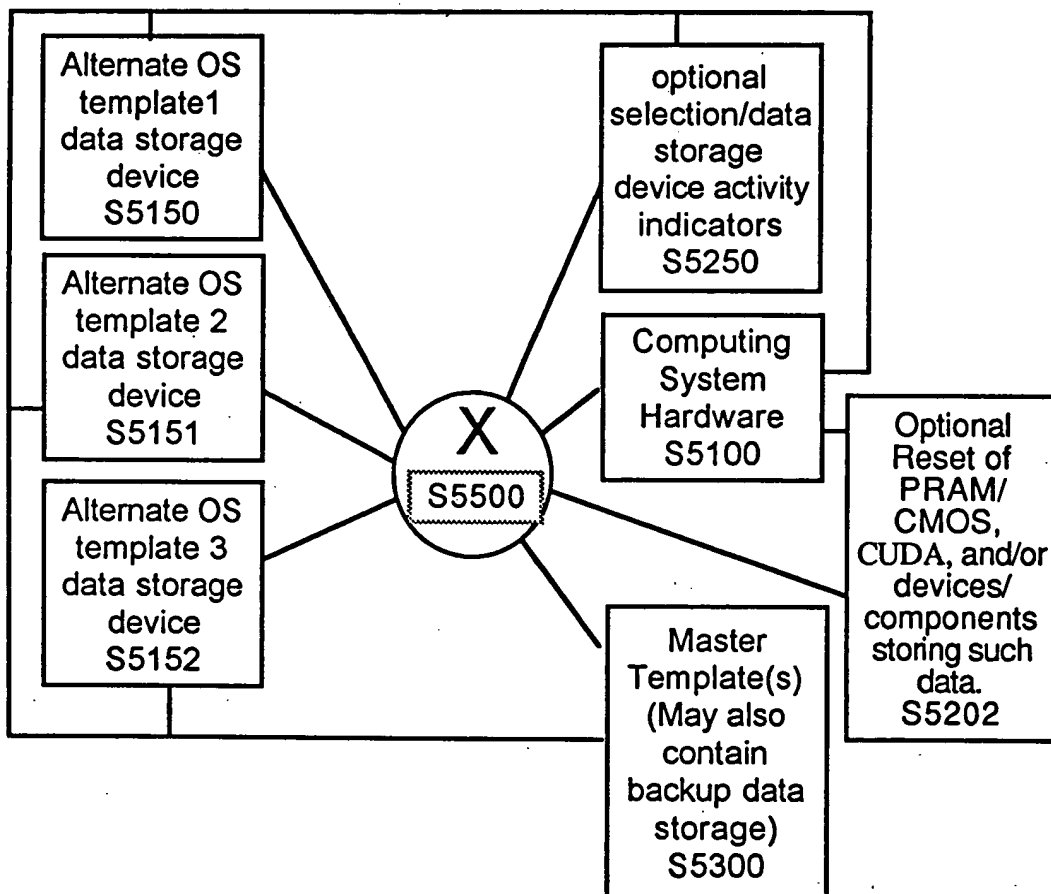 Alternate OS
template1
data storage
device
S5150
optional
selection/data
storage
device activity
indicators
S5250
Alternate OS
template 2
data storage
device
S5151
Computing
System
Hardware
S5100
X
S5500
Optional
Reset of
PRAM/
CMOS,
CUDA, and/or
devices/
components
storing such
data.
S5202
Alternate OS
template 3
data storage
device
S5152
Master
Template(s)
(May also
contain
backup data
storage)
S5300